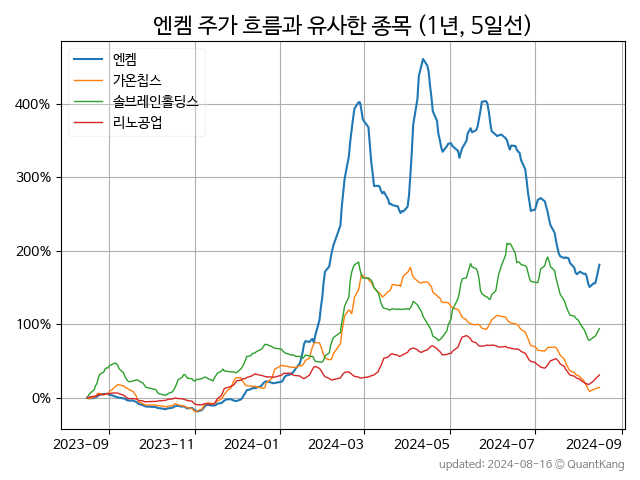 엔켐 주가 흐름과 유사한 종목 (1년, 5일선)
엔켐
가온칩스
솔브레인홀딩스
리노공업
400%
300%
200%
100%
0%
2023-09 2023-11 2024-01 2024-03 2024-05 2024-07 2024-09
updated: 2024-08-16 © QuantKang